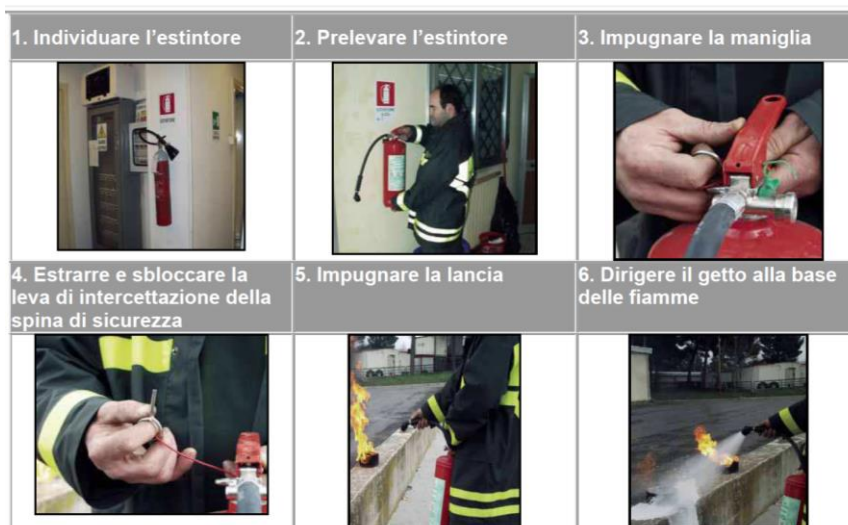 1. Individuare l'estintore
2. Prelevare l'estintore
3. Impugnare la maniglia
4. Estrarre e sbloccare la
leva di intercettazione della
spina di sicurezza
5. Impugnare la lancia
6. Dirigere il getto alla base
delle fiamme